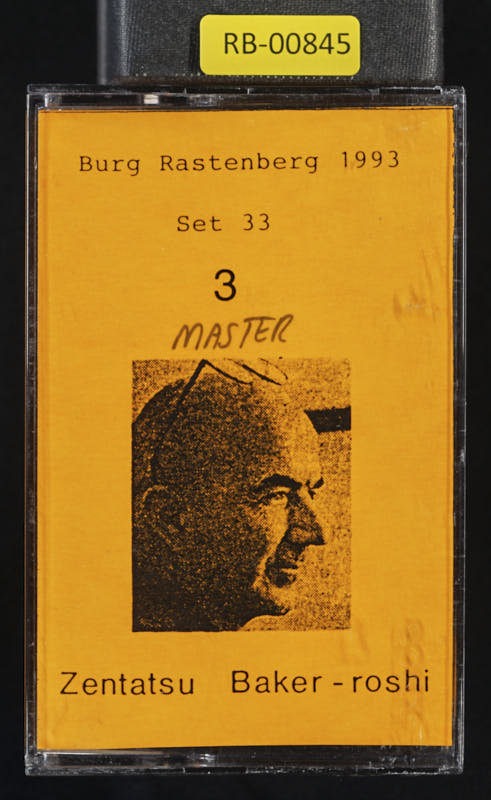 RB-00845
Burg Rastenberg 1993
Set 33
3
MASTER
Zentatsu Baker-roshi